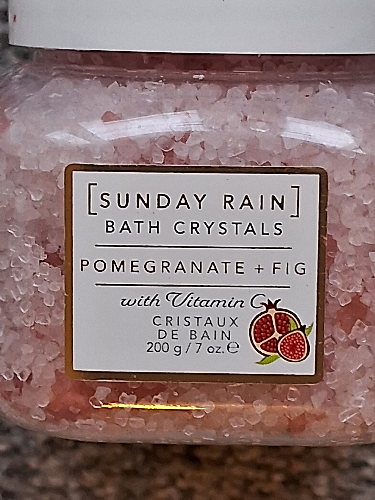 [SUNDAY RAIN]
BATH CRYSTALS
POMEGRANATE + FIG
with Vitamin C
CRISTAUX
DE BAIN
200 g / 7 oz. ℮